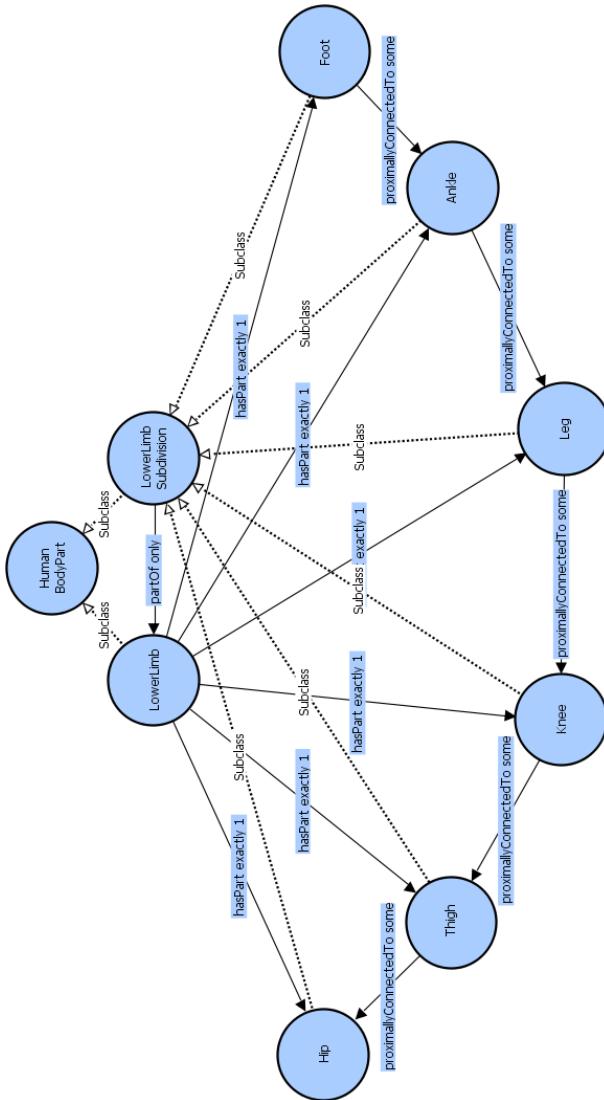 Human
BodyPart
Subclass
Subclass
LowerLimb
partOf only
LowerLimb
Subdivision
hasPart exactly 1
Subclass
hasPart exactly 1
Subclass
hasPart exactly 1
Subclass
hasPart exactly 1
Subclass
Hip
Foot
hasPart exactly 1
Subclass
exactly 1
Subclass
proximallyConnectedTo some
proximallyConnectedTo some
Thigh
Ankle
proximallyConnectedTo some
proximallyConnectedTo some
Knee
proximallyConnectedTo some
Leg